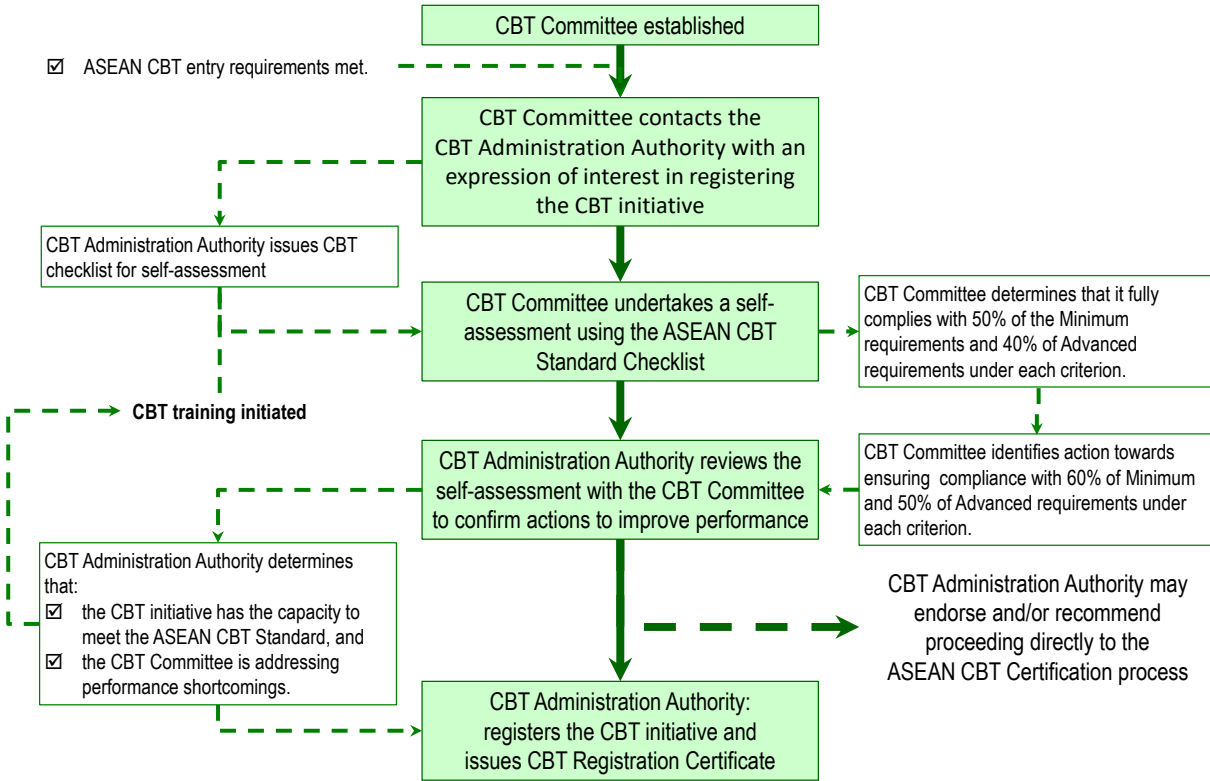 CBT Committee established
☑ ASEAN CBT entry requirements met.
CBT Committee contacts the
CBT Administration Authority with an
expression of interest in registering
the CBT initiative
CBT Administration Authority issues CBT
checklist for self-assessment
CBT Committee undertakes a self-
assessment using the ASEAN CBT
Standard Checklist
CBT Committee determines that it fully
complies with 50% of the Minimum
requirements and 40% of Advanced
requirements under each criterion.
CBT training initiated
CBT Administration Authority reviews the
self-assessment with the CBT Committee
to confirm actions to improve performance
CBT Committee identifies action towards
ensuring compliance with 60% of Minimum
and 50% of Advanced requirements under
each criterion.
CBT Administration Authority determines
that:
☑ the CBT initiative has the capacity to
meet the ASEAN CBT Standard, and
☑ the CBT Committee is addressing
performance shortcomings.
CBT Administration Authority may
endorse and/or recommend
proceeding directly to the
ASEAN CBT Certification process
CBT Administration Authority:
registers the CBT initiative and
issues CBT Registration Certificate